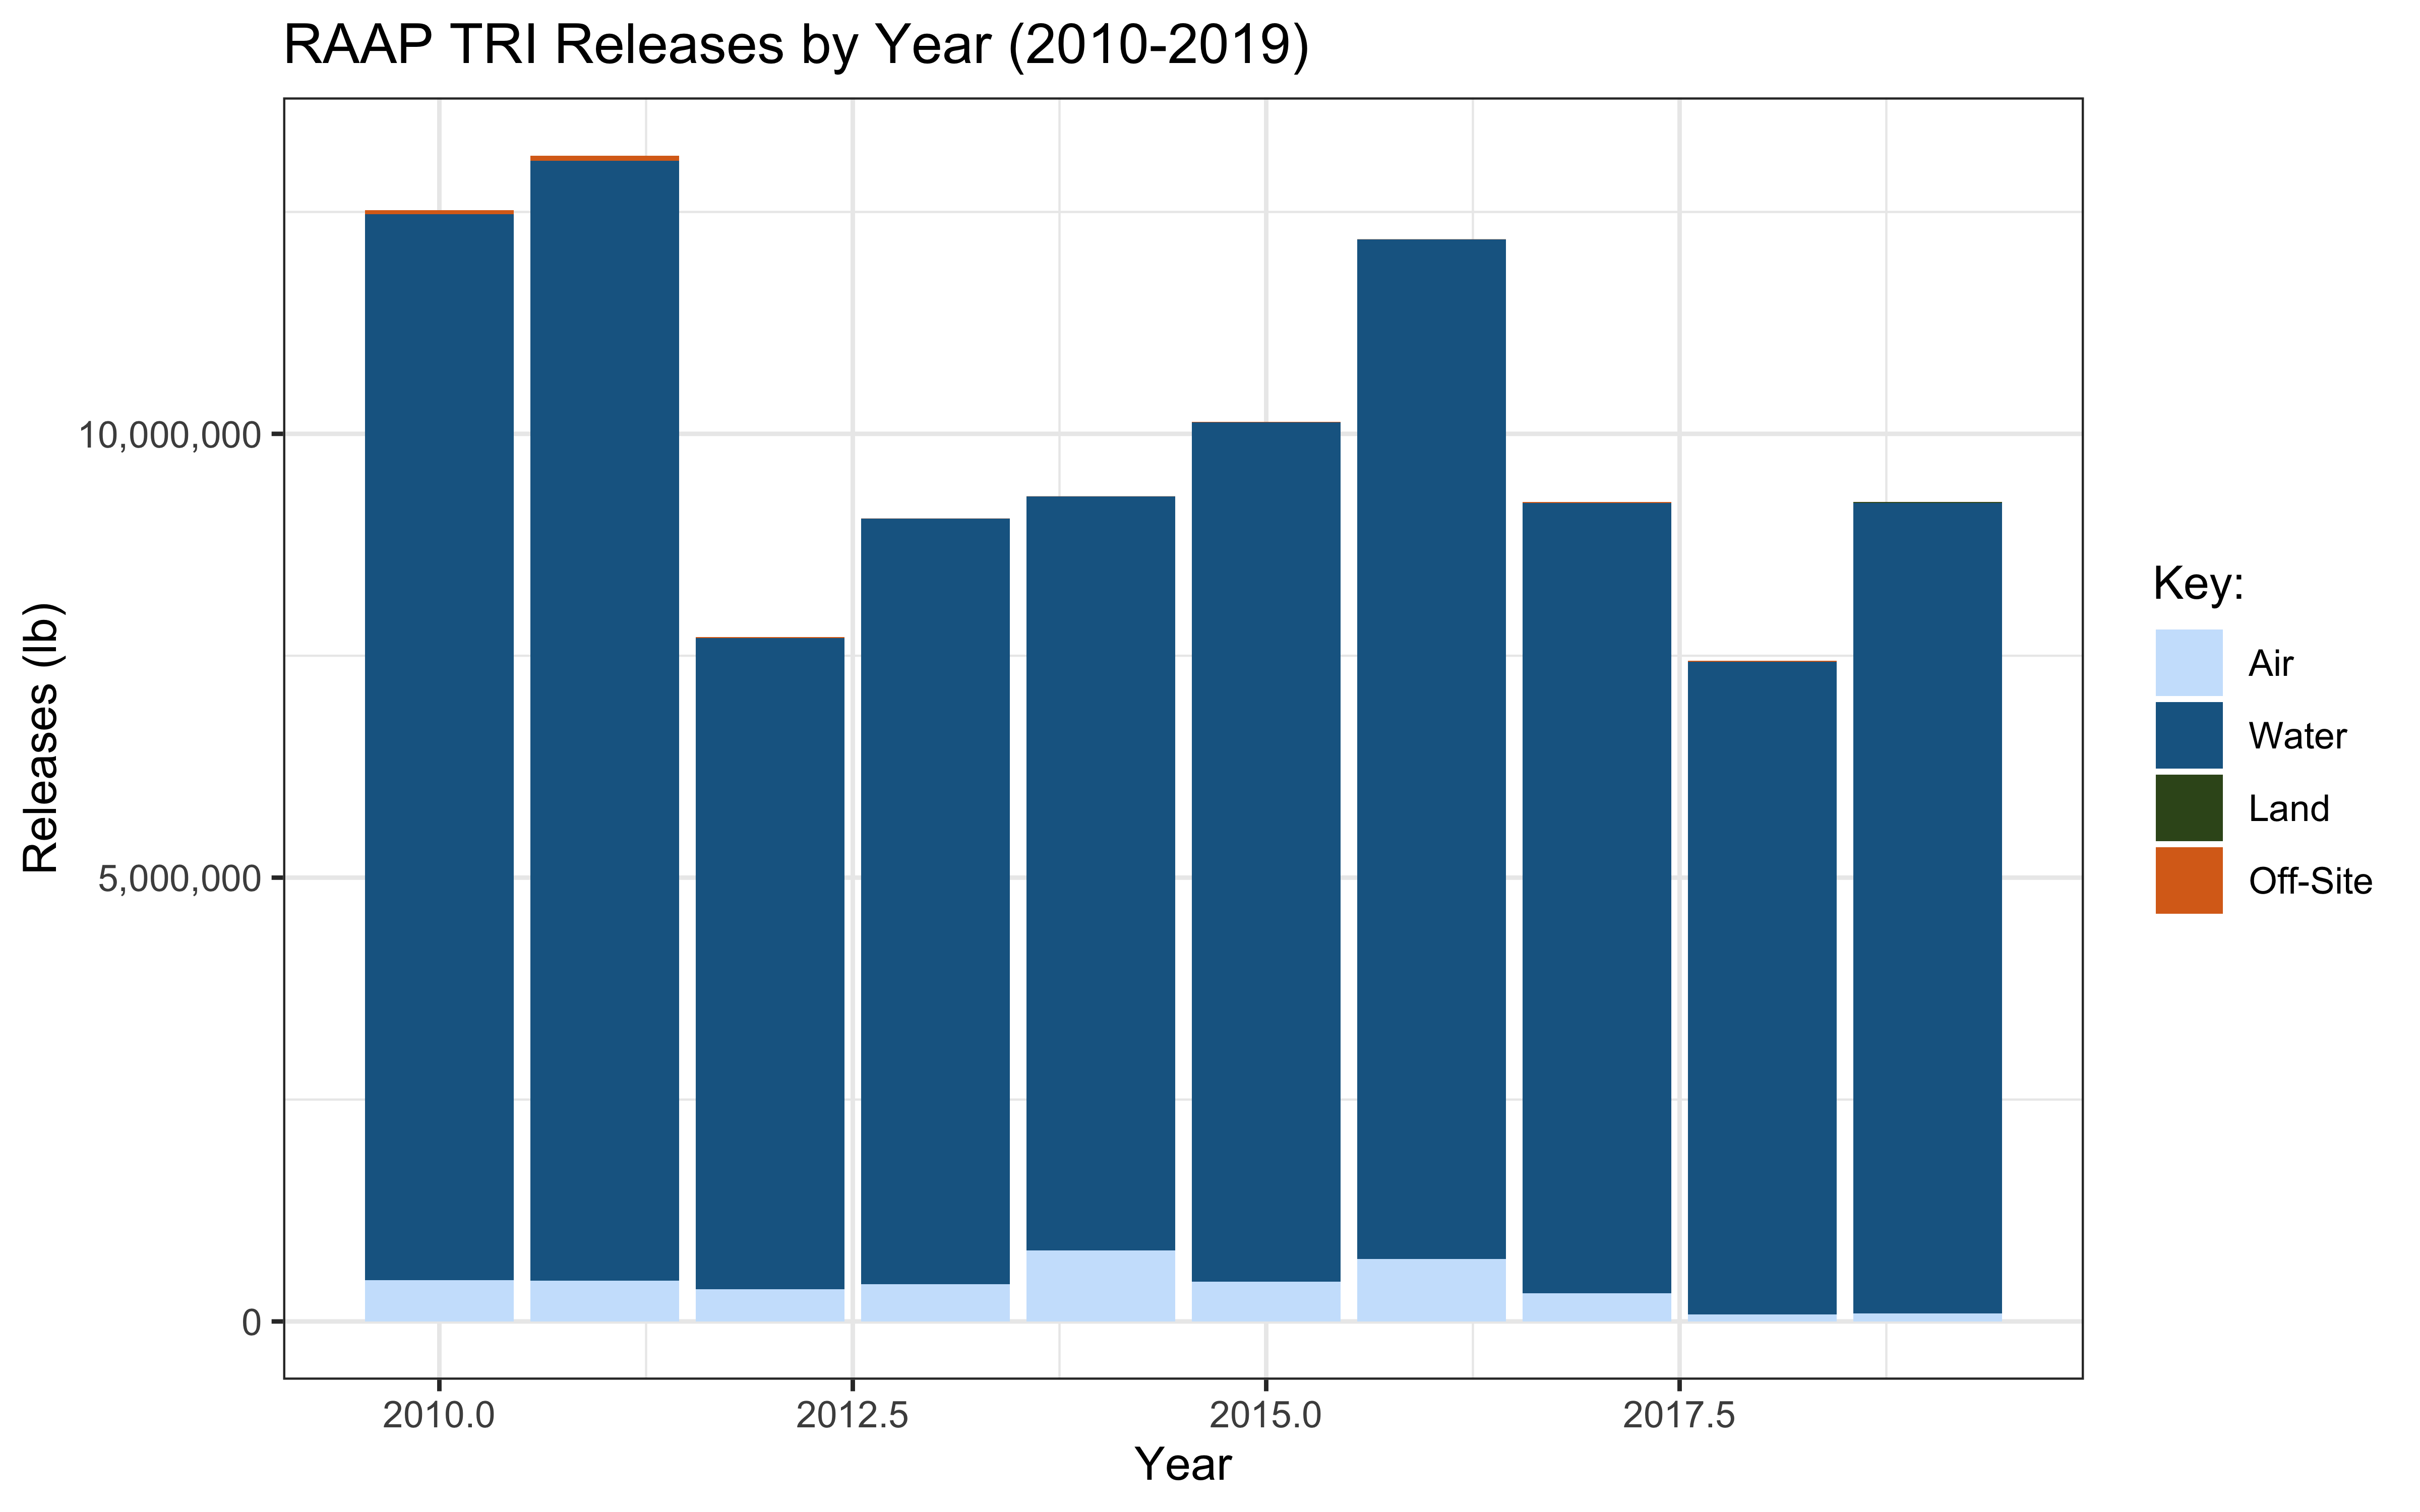 RAAP TRI Releases by Year (2010-2019)
Releases (lb)
10,000,000
5,000,000
0
2010.0
2012.5
2015.0
2017.5
Year
Key:
Air
Water
Land
Off-Site